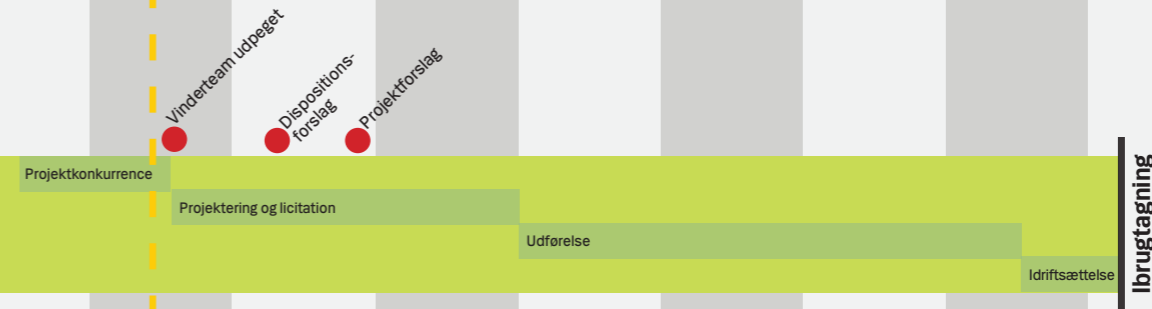 Vinderteam udpeget
Dispositions-
forslag
Projektforslag
Projektkonkurrence
Projektering og licitation
Udførelse
Idriftsættelse
Ibrugtagning